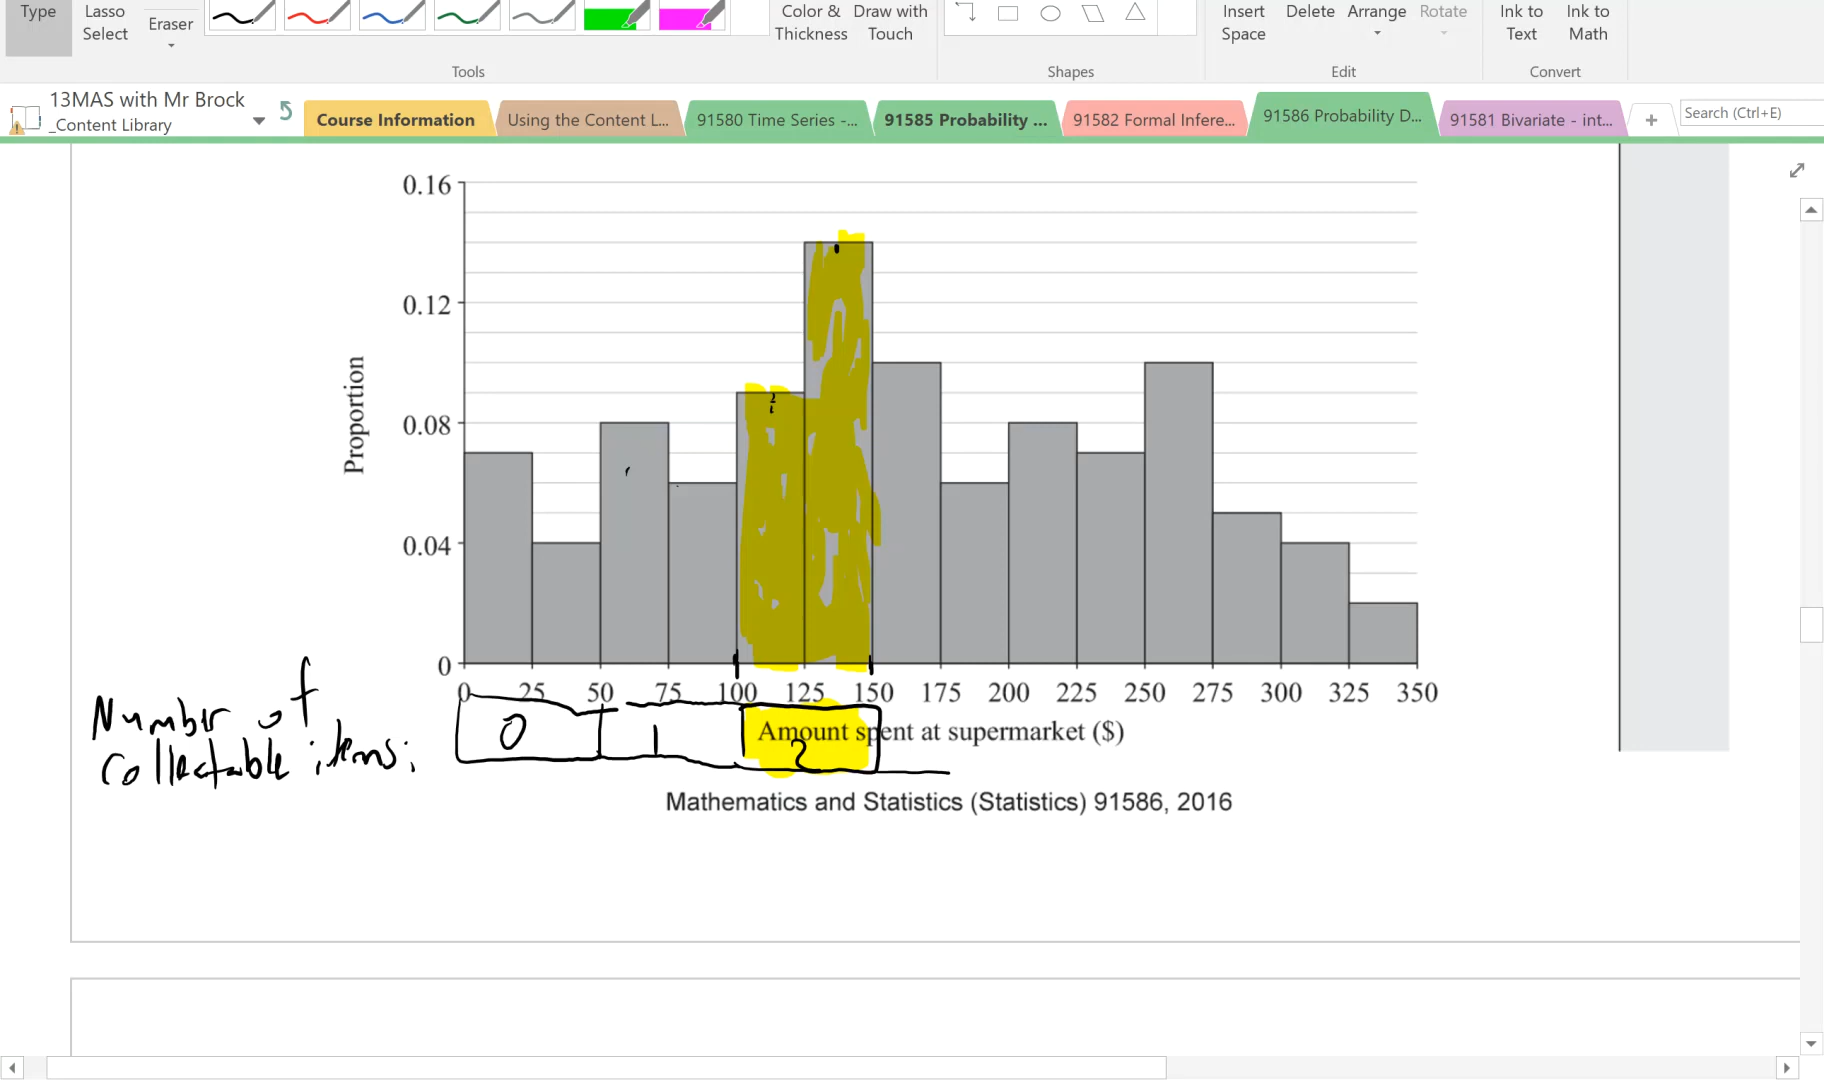 Type
Lasso
Select
Eraser
Color &
Thickness
Draw with
Touch
Insert
Space
Delete
Arrange
Rotate
Ink to
Text
Ink to
Math
Tools
Shapes
Edit
Convert
13MAS with Mr Brock
_Content Library
Course Information
Using the Content L...
91580 Time Series -...
91585 Probability ...
91582 Formal Infere...
91586 Probability D...
91581 Bivariate - int...
+
Search (Ctrl+E)
0.16
0.12
0.08
0.04
0
Proportion
0 25 50 75 100 125 150 175 200 225 250 275 300 325 350
Amount spent at supermarket ($)
Number of
collectable items:
0 1 2
Mathematics and Statistics (Statistics) 91586, 2016